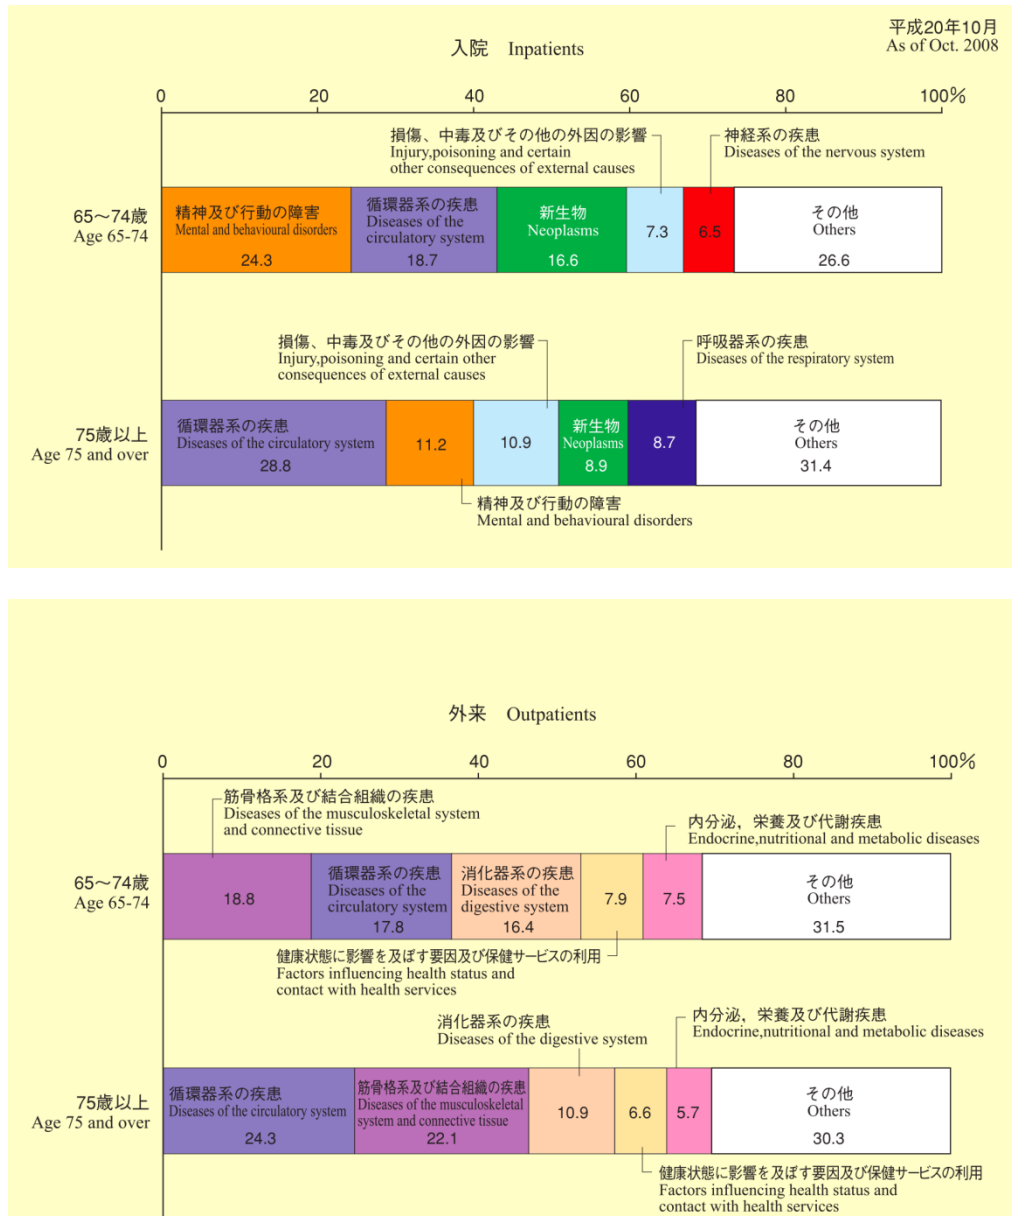 平成20年10月
As of Oct. 2008
入院 Inpatients
0 20 40 60 80 100%
損傷、中毒及びその他の外因の影響
Injury,poisoning and certain
other consequences of external causes
神経系の疾患
Diseases of the nervous system
65〜74歳
Age 65-74
精神及び行動の障害
Mental and behavioural disorders
24.3
循環器系の疾患
Diseases of the
circulatory system
18.7
新生物
Neoplasms
16.6
7.3
6.5
その他
Others
26.6
損傷、中毒及びその他の外因の影響
Injury,poisoning and certain other
consequences of external causes
呼吸器系の疾患
Diseases of the respiratory system
75歳以上
Age 75 and over
循環器系の疾患
Diseases of the circulatory system
28.8
11.2
10.9
新生物
Neoplasms
8.9
8.7
その他
Others
31.4
精神及び行動の障害
Mental and behavioural disorders
外来 Outpatients
0 20 40 60 80 100%
筋骨格系及び結合組織の疾患
Diseases of the musculoskeletal system
and connective tissue
内分泌，栄養及び代謝疾患
Endocrine,nutritional and metabolic diseases
65〜74歳
Age 65-74
18.8
循環器系の疾患
Diseases of the
circulatory system
17.8
消化器系の疾患
Diseases of the
digestive system
16.4
7.9
7.5
その他
Others
31.5
健康状態に影響を及ぼす要因及び保健サービスの利用
Factors influencing health status and
contact with health services
消化器系の疾患
Diseases of the digestive system
内分泌，栄養及び代謝疾患
Endocrine,nutritional and metabolic diseases
75歳以上
Age 75 and over
循環器系の疾患
Diseases of the circulatory system
24.3
筋骨格系及び結合組織の疾患
Diseases of the musculoskeletal
system and connective tissue
22.1
10.9
6.6
5.7
その他
Others
30.3
健康状態に影響を及ぼす要因及び保健サービスの利用
Factors influencing health status and
contact with health services